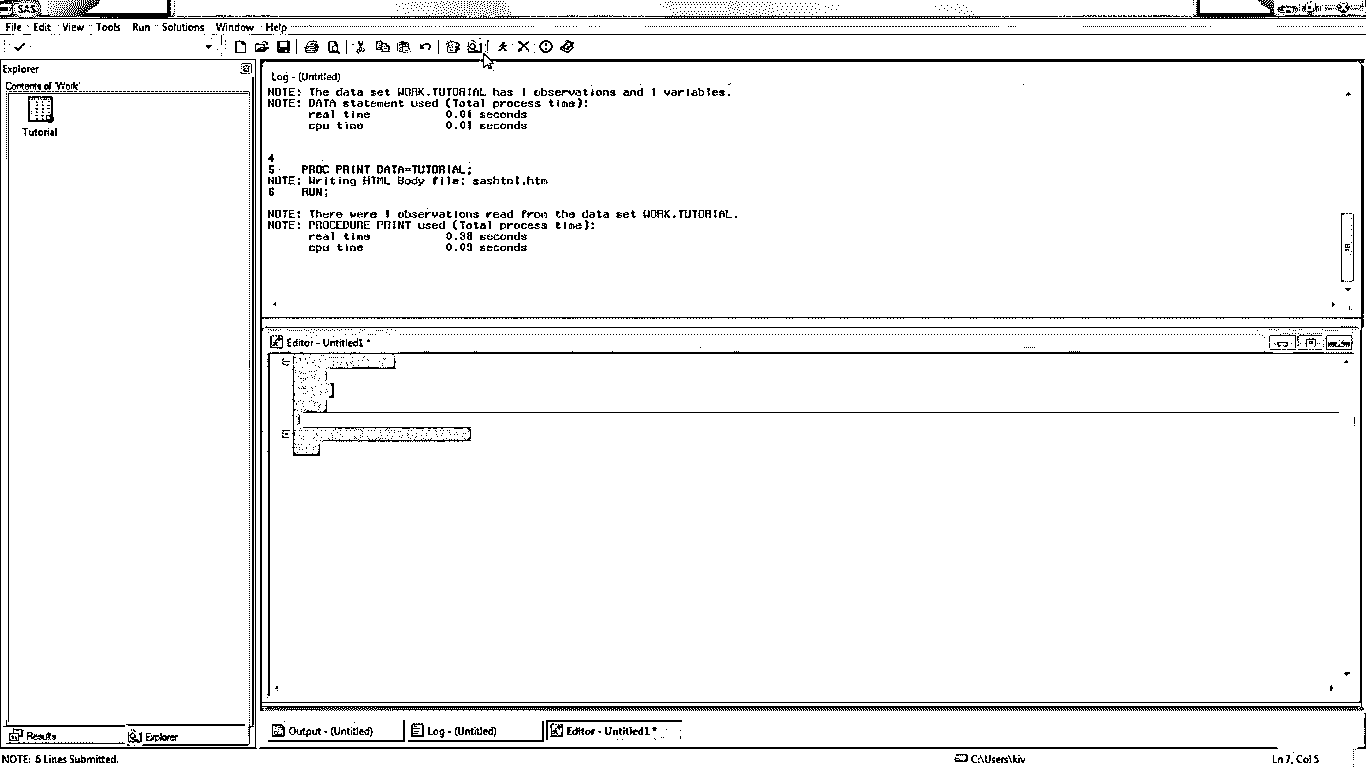 SAS
File Edit View Tools Run Solutions Window Help
Explorer
Contents of 'Work'
Tutorial
Log - (Untitled)
NOTE: The data set WORK.TUTORIAL has 1 observations and 1 variables.
NOTE: DATA statement used (Total process time):
real time 0.01 seconds
cpu time 0.01 seconds
4
5 PROC PRINT DATA=TUTORIAL;
NOTE: Writing HTML Body file: sashtml.htm
6 RUN;
NOTE: There were 1 observations read from the data set WORK.TUTORIAL.
NOTE: PROCEDURE PRINT used (Total process time):
real time 0.38 seconds
cpu time 0.09 seconds
Editor - Untitled1 *
Output - (Untitled) Log - (Untitled) Editor - Untitled1 *
Results Explorer
NOTE: 6 Lines Submitted. C:\Users\kiv Ln 7, Col 5